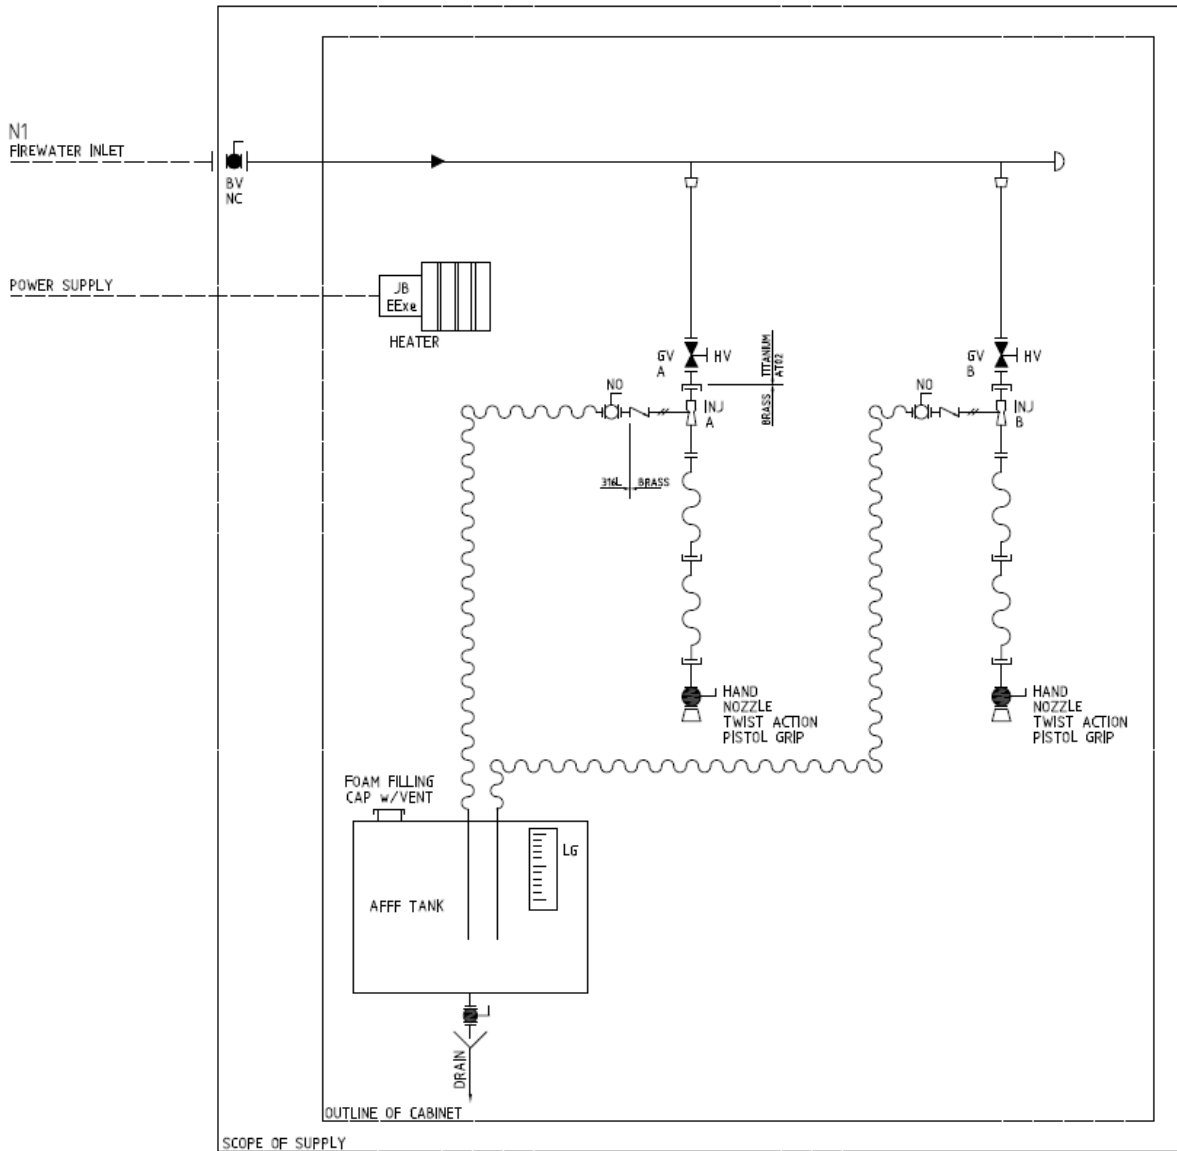 N1
FIREWATER INLET
BV
NC
POWER SUPPLY
JB
EExe
HEATER
GV
A
HV
TITANIUM
AT02
BRASS
GV
B
HV
NO
INJ
A
NO
INJ
B
316L
BRASS
HAND
NOZZLE
TWIST ACTION
PISTOL GRIP
HAND
NOZZLE
TWIST ACTION
PISTOL GRIP
FOAM FILLING
CAP w/VENT
LG
AFFF TANK
DRAIN
OUTLINE OF CABINET
SCOPE OF SUPPLY